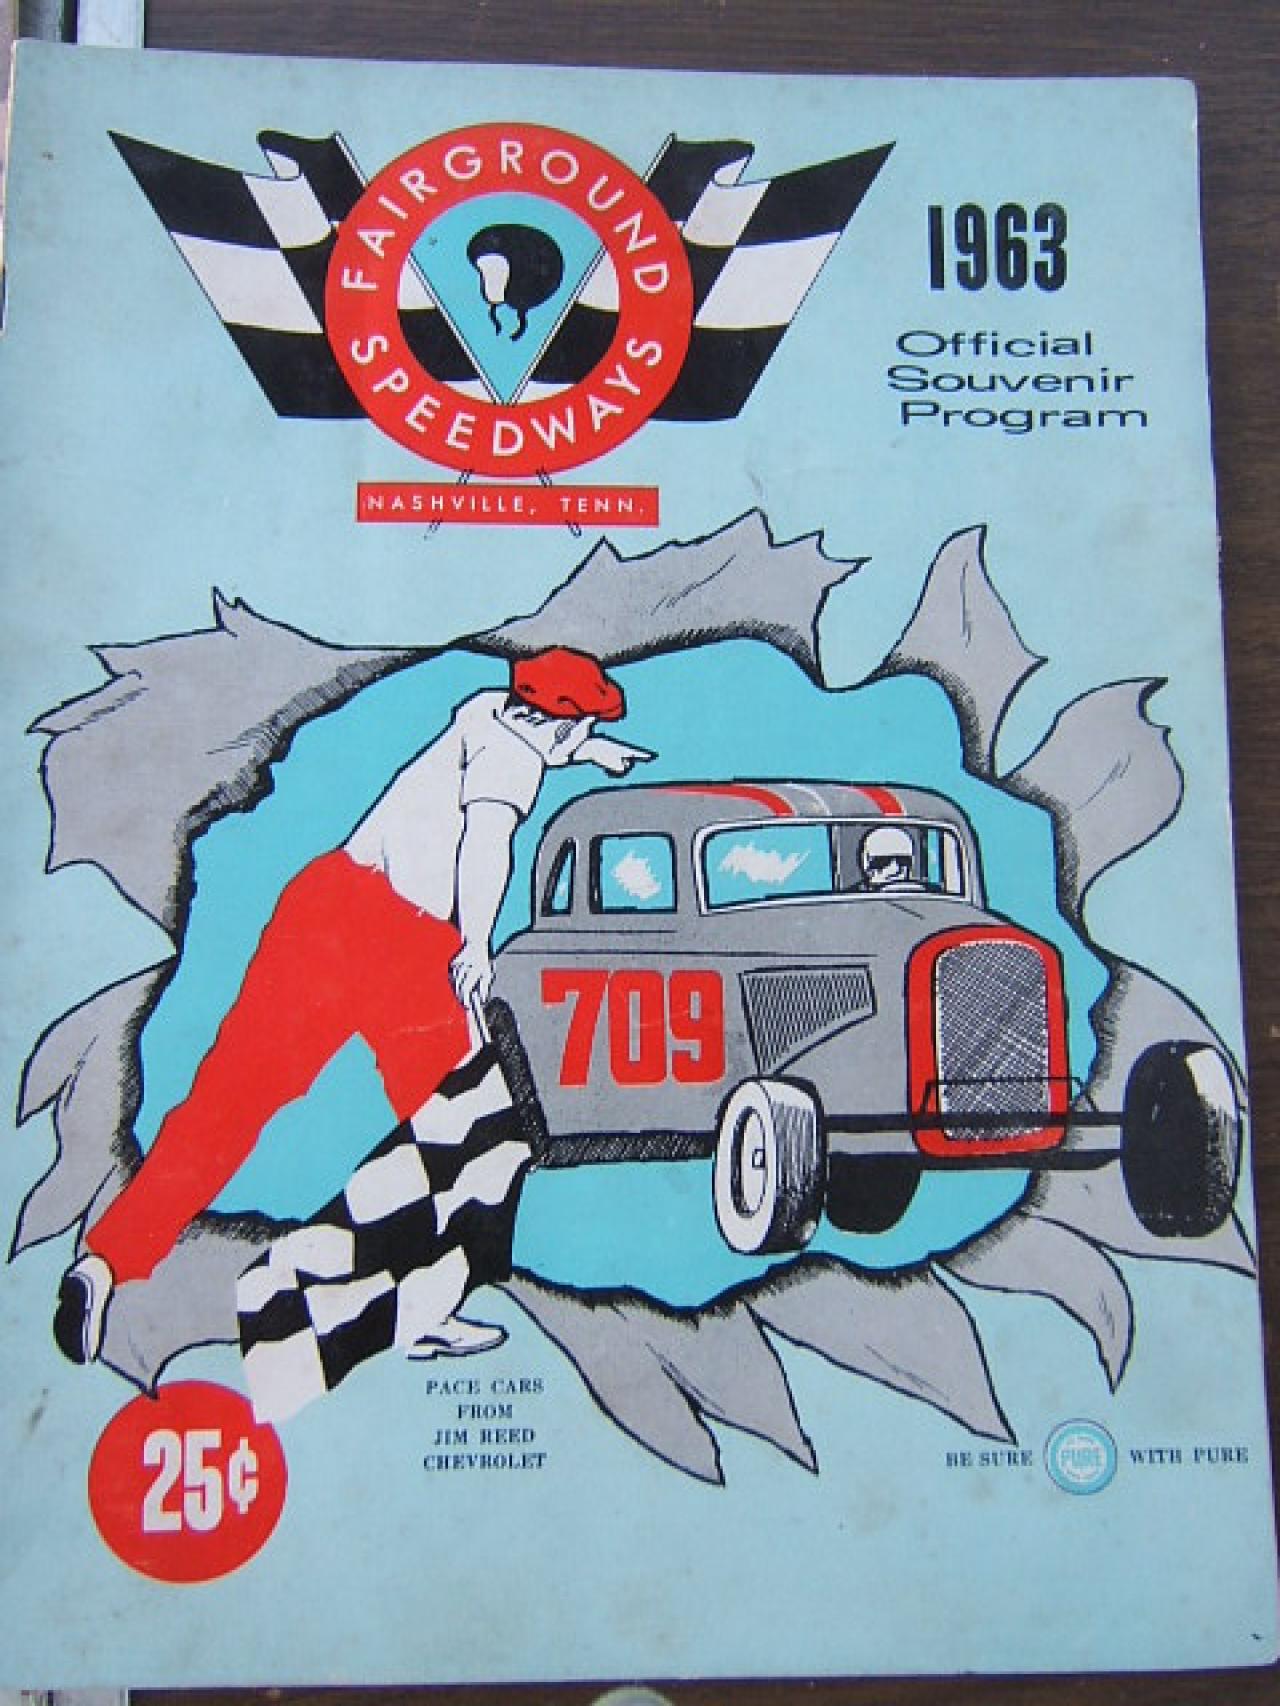 FAIRGROUND
SPEEDWAYS
NASHVILLE, TENN.
1963
Official
Souvenir
Program
709
25¢
PACE CARS
FROM
JIM REED
CHEVROLET
BE SURE PURE WITH PURE